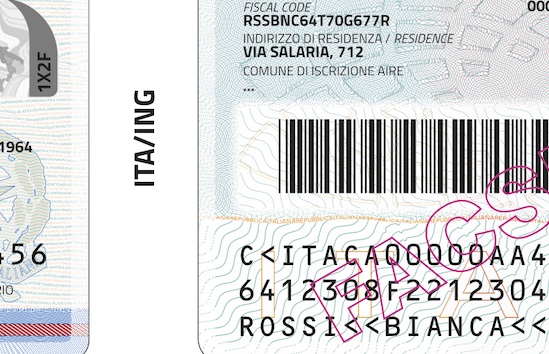 1X2F
1964
456
RIO
ITA/ING
FISCAL CODE
000
RSSBNC64T70G677R
INDIRIZZO DI RESIDENZA / RESIDENCE
VIA SALARIA, 712
COMUNE DI ISCRIZIONE AIRE
...
C<ITACA00000AA4
6412308F2212304
ROSSI<<BIANCA<<
FACS